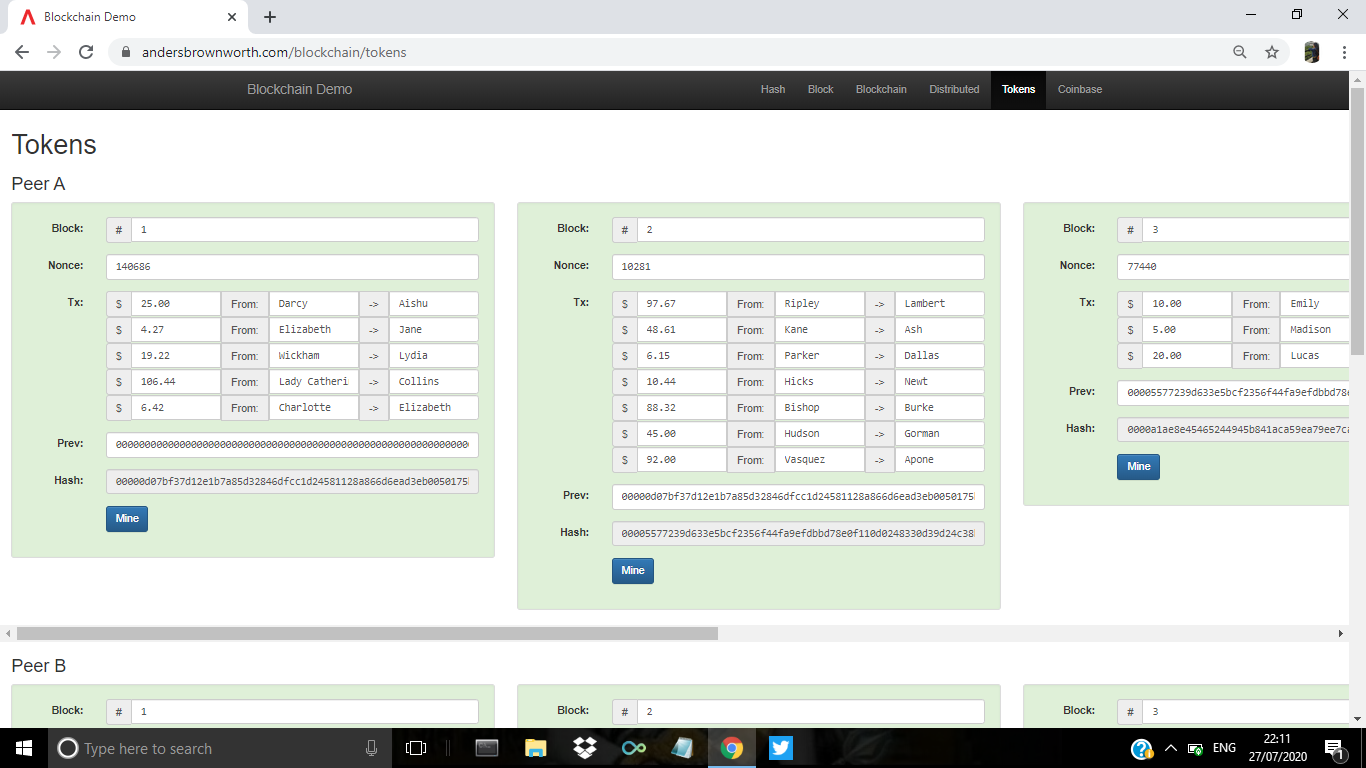 Blockchain Demo
andersbrownworth.com/blockchain/tokens
Blockchain Demo Hash Block Blockchain Distributed Tokens Coinbase
Tokens
Peer A
Block: # 1
Nonce: 140686
Tx: $ 25.00 From: Darcy -> Aishu
$ 4.27 From: Elizabeth -> Jane
$ 19.22 From: Wickham -> Lydia
$ 106.44 From: Lady Catheri -> Collins
$ 6.42 From: Charlotte -> Elizabeth
Prev: 000000000000000000000000000000000000000000000000000000000000
Hash: 00000d07bf37d12e1b7a85d32846dfcc1d24581128a866d6ead3eb0050175
Mine
Block: # 2
Nonce: 10281
Tx: $ 97.67 From: Ripley -> Lambert
$ 48.61 From: Kane -> Ash
$ 6.15 From: Parker -> Dallas
$ 10.44 From: Hicks -> Newt
$ 88.32 From: Bishop -> Burke
$ 45.00 From: Hudson -> Gorman
$ 92.00 From: Vasquez -> Apone
Prev: 00000d07bf37d12e1b7a85d32846dfcc1d24581128a866d6ead3eb0050175
Hash: 00005577239d633e5bcf2356f44fa9efdbbd78e0f110d0248330d39d24c38
Mine
Block: # 3
Nonce: 77440
Tx: $ 10.00 From: Emily
$ 5.00 From: Madison
$ 20.00 From: Lucas
Prev: 00005577239d633e5bcf2356f44fa9efdbbd78
Hash: 0000a1ae8e45465244945b841aca59ea79ee7c
Mine
Peer B
Block: # 1
Block: # 2
Block: # 3
Type here to search
ENG
22:11
27/07/2020
1